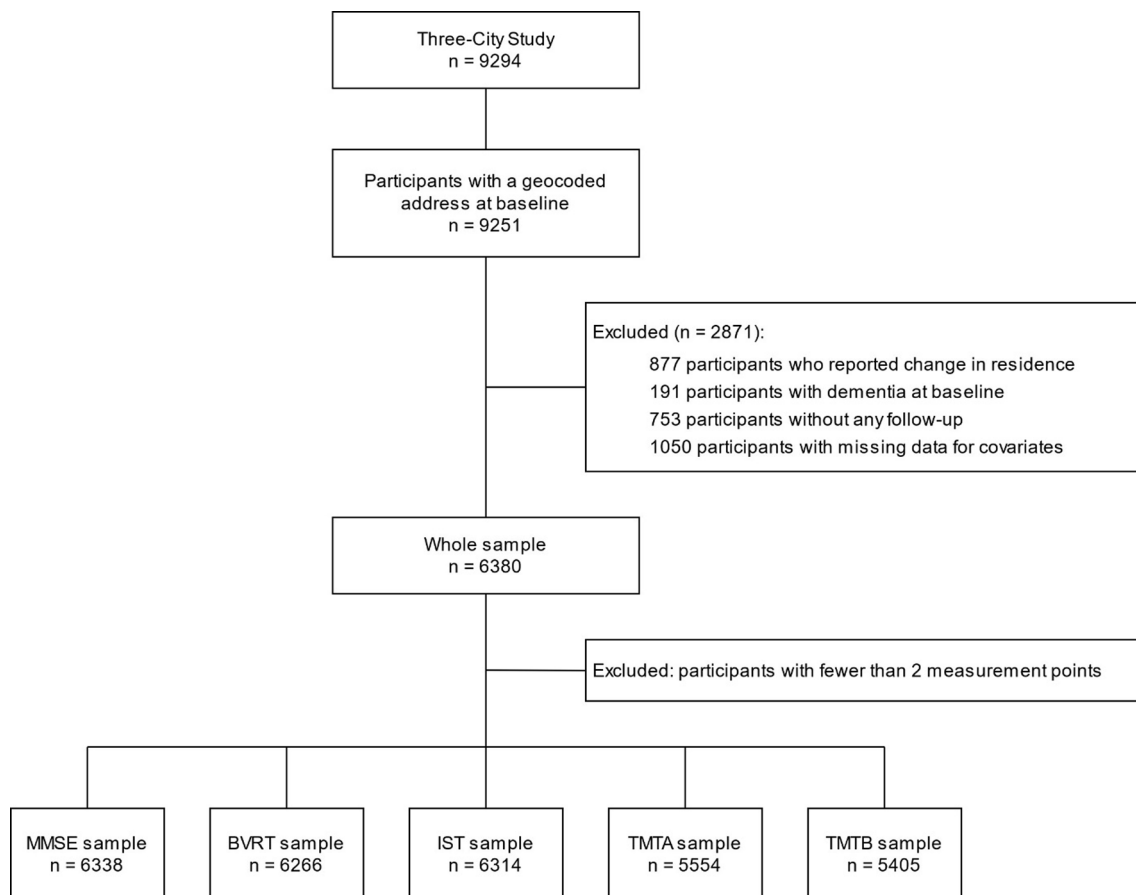 Three-City Study
n = 9294
Participants with a geocoded
address at baseline
n = 9251
Excluded (n = 2871):
877 participants who reported change in residence
191 participants with dementia at baseline
753 participants without any follow-up
1050 participants with missing data for covariates
Whole sample
n = 6380
Excluded: participants with fewer than 2 measurement points
MMSE sample
n = 6338
BVRT sample
n = 6266
IST sample
n = 6314
TMTA sample
n = 5554
TMTB sample
n = 5405